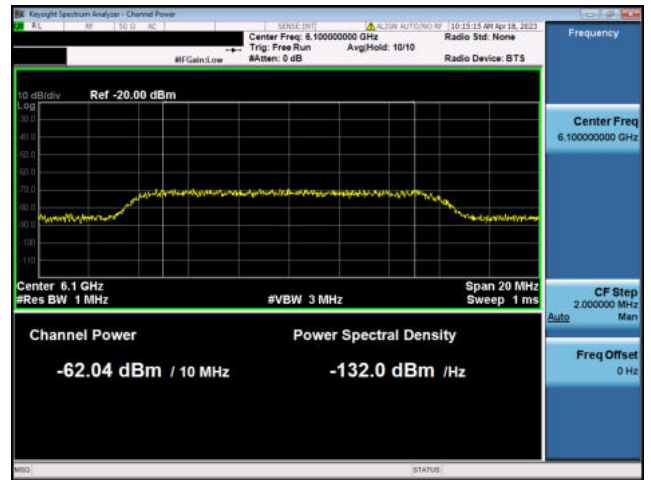 Keysight Spectrum Analyzer - Channel Power
RL RF 50 Ω AC SENSE:INT ALIGN AUTO/NO RF 10:15:15 AM Apr 18, 2023
Center Freq: 6.100000000 GHz Radio Std: None
Trig: Free Run Avg|Hold: 10/10
#IFGain:Low #Atten: 0 dB Radio Device: BTS
Frequency
10 dB/div Ref -20.00 dBm
Log
-30.0
-40.0
-50.0
-60.0
-70.0
-80.0
-90.0
-100
-110
Center 6.1 GHz Span 20 MHz
#Res BW 1 MHz #VBW 3 MHz Sweep 1 ms
Channel Power Power Spectral Density
-62.04 dBm / 10 MHz -132.0 dBm /Hz
Center Freq
6.100000000 GHz
CF Step
2.000000 MHz
Auto Man
Freq Offset
0 Hz
MSG STATUS